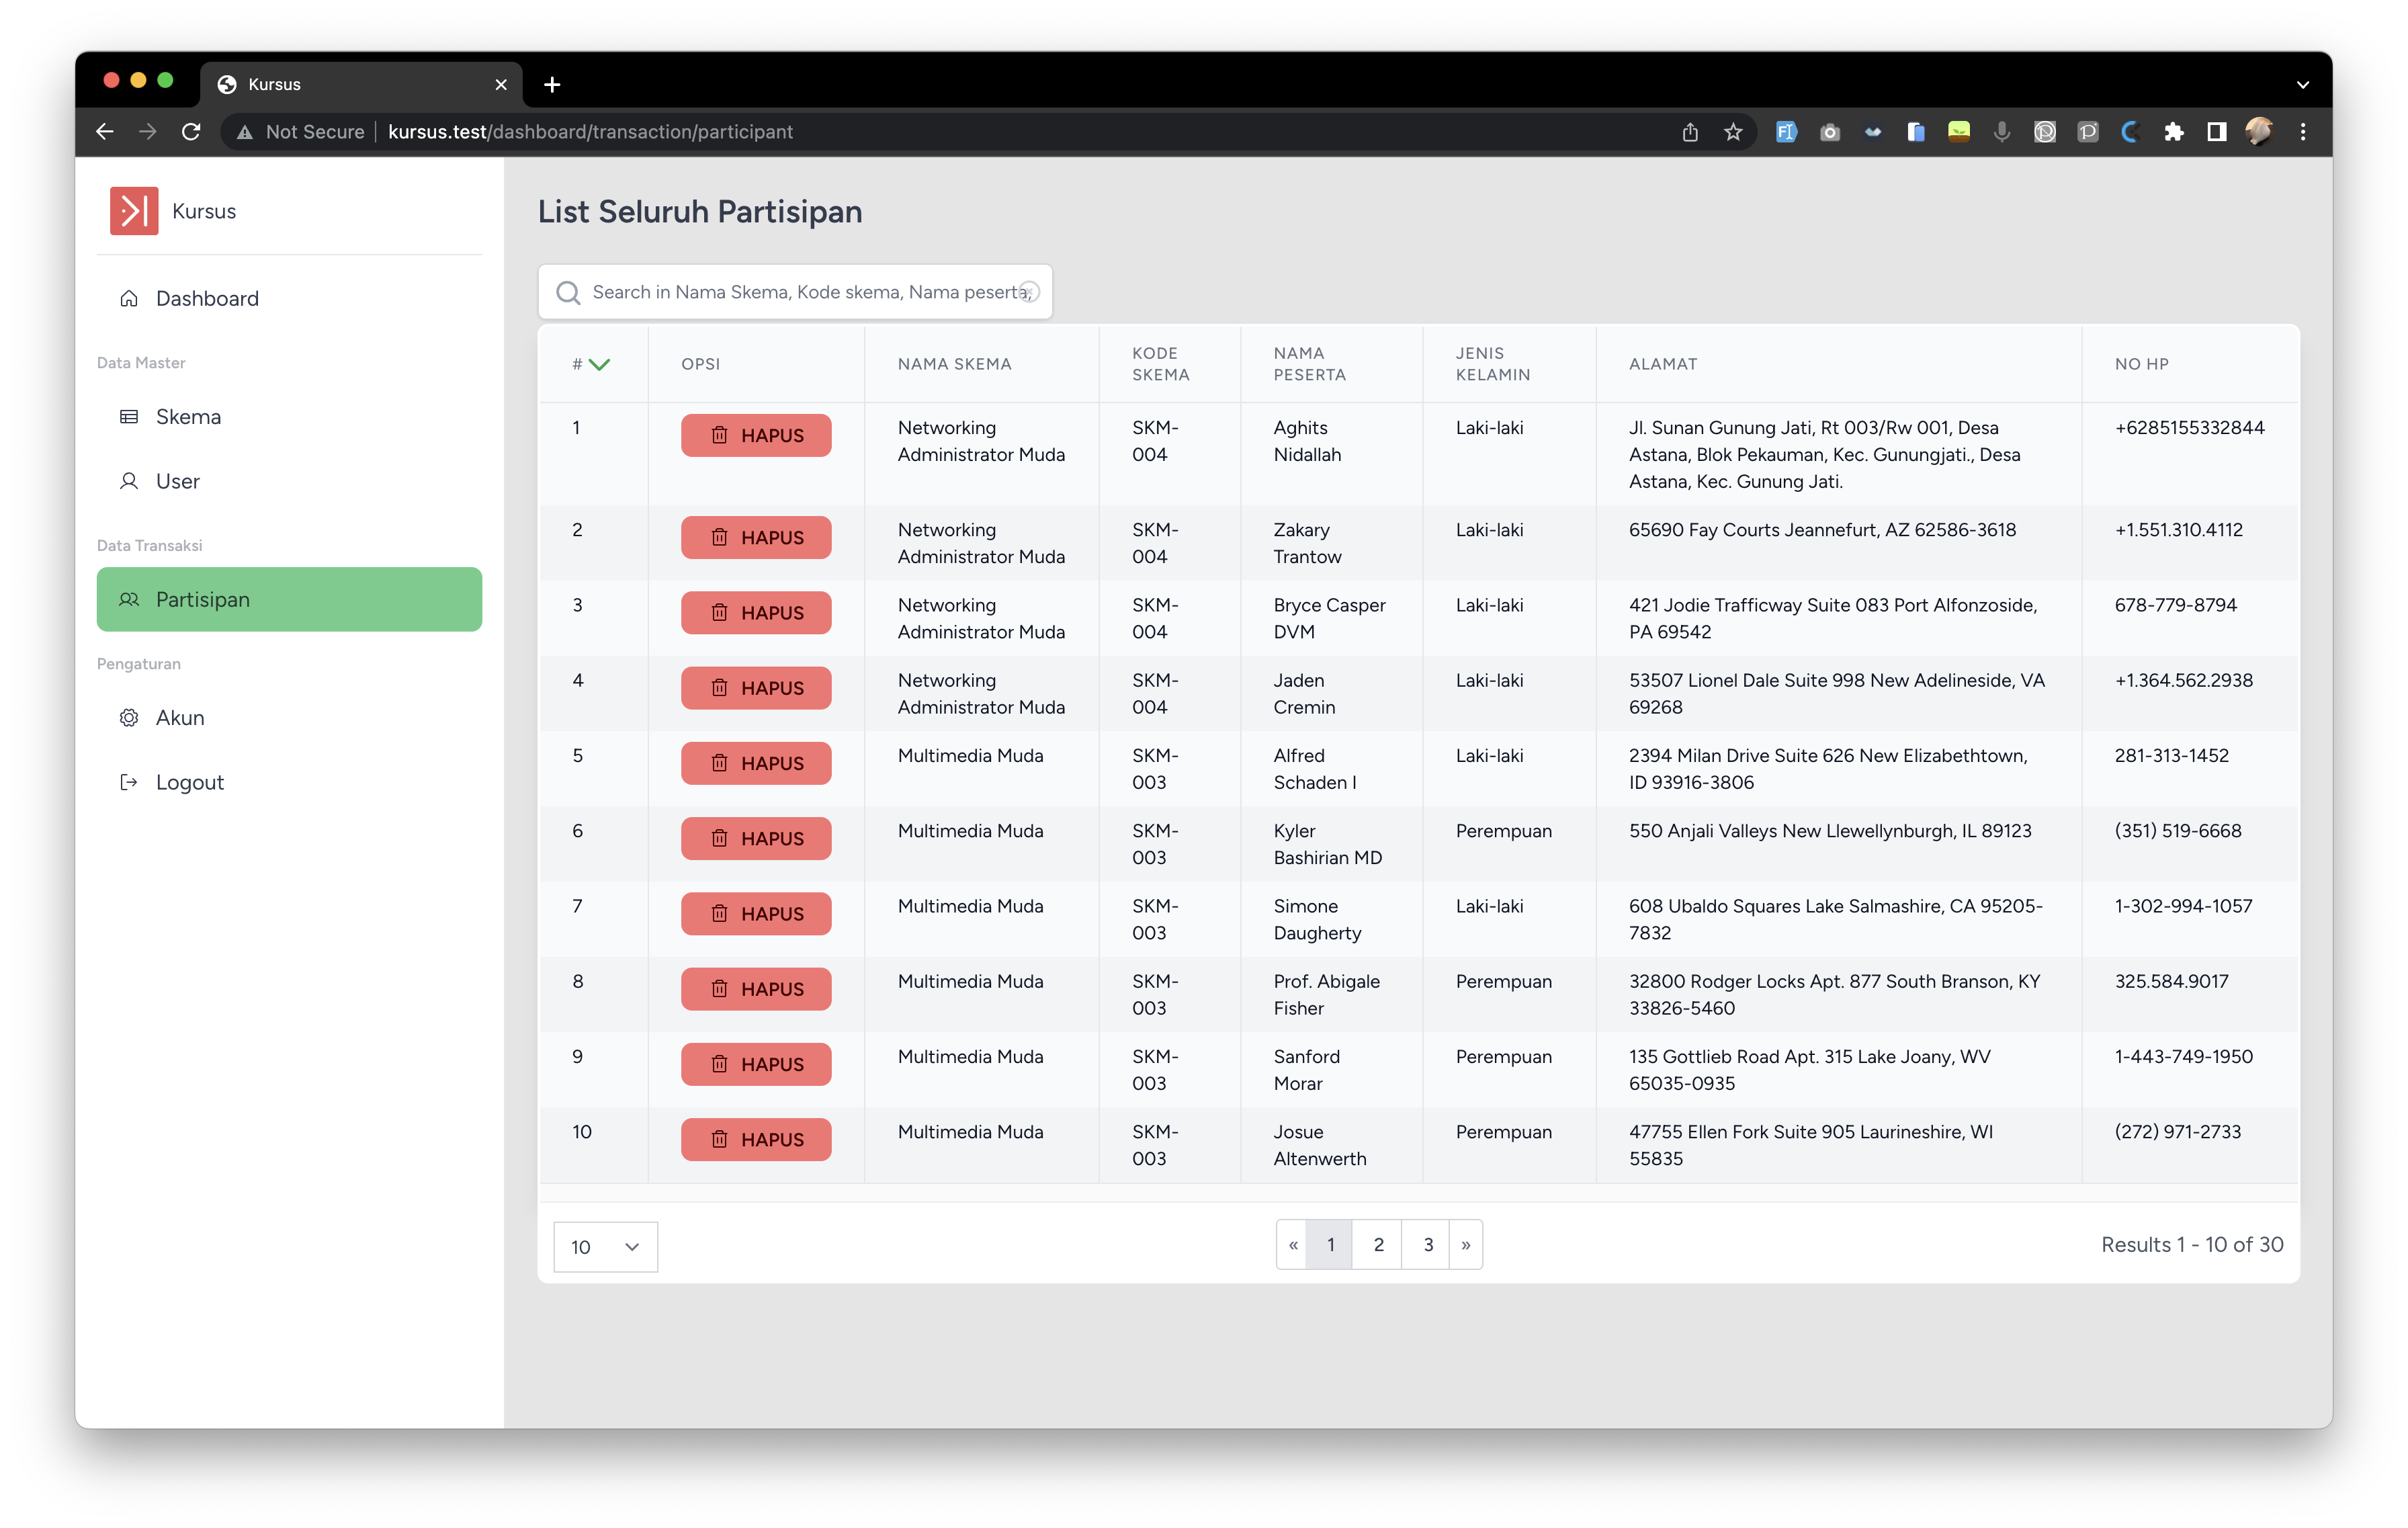 Kursus
Not Secure | kursus.test/dashboard/transaction/participant
Kursus
Dashboard
Data Master
Skema
User
Data Transaksi
Partisipan
Pengaturan
Akun
Logout
List Seluruh Partisipan
Search in Nama Skema, Kode skema, Nama peserta,
# OPSI NAMA SKEMA KODE SKEMA NAMA PESERTA JENIS KELAMIN ALAMAT NO HP
1 HAPUS Networking Administrator Muda SKM-004 Aghits Nidallah Laki-laki Jl. Sunan Gunung Jati, Rt 003/Rw 001, Desa Astana, Blok Pekauman, Kec. Gunungjati., Desa Astana, Kec. Gunung Jati. +6285155332844
2 HAPUS Networking Administrator Muda SKM-004 Zakary Trantow Laki-laki 65690 Fay Courts Jeannefurt, AZ 62586-3618 +1.551.310.4112
3 HAPUS Networking Administrator Muda SKM-004 Bryce Casper DVM Laki-laki 421 Jodie Trafficway Suite 083 Port Alfonzoside, PA 69542 678-779-8794
4 HAPUS Networking Administrator Muda SKM-004 Jaden Cremin Laki-laki 53507 Lionel Dale Suite 998 New Adelineside, VA 69268 +1.364.562.2938
5 HAPUS Multimedia Muda SKM-003 Alfred Schaden I Laki-laki 2394 Milan Drive Suite 626 New Elizabethtown, ID 93916-3806 281-313-1452
6 HAPUS Multimedia Muda SKM-003 Kyler Bashirian MD Perempuan 550 Anjali Valleys New Llewellynburgh, IL 89123 (351) 519-6668
7 HAPUS Multimedia Muda SKM-003 Simone Daugherty Laki-laki 608 Ubaldo Squares Lake Salmashire, CA 95205-7832 1-302-994-1057
8 HAPUS Multimedia Muda SKM-003 Prof. Abigale Fisher Perempuan 32800 Rodger Locks Apt. 877 South Branson, KY 33826-5460 325.584.9017
9 HAPUS Multimedia Muda SKM-003 Sanford Morar Perempuan 135 Gottlieb Road Apt. 315 Lake Joany, WV 65035-0935 1-443-749-1950
10 HAPUS Multimedia Muda SKM-003 Josue Altenwerth Perempuan 47755 Ellen Fork Suite 905 Laurineshire, WI 55835 (272) 971-2733
10 « 1 2 3 » Results 1 - 10 of 30